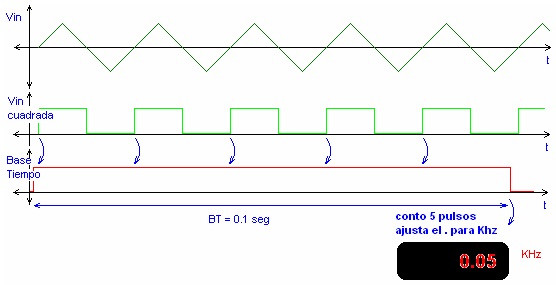 Vin
t
Vin
cuadrada
t
Base
Tiempo
t
BT = 0.1 seg
conto 5 pulsos
ajusta el . para Khz
0.05
KHz